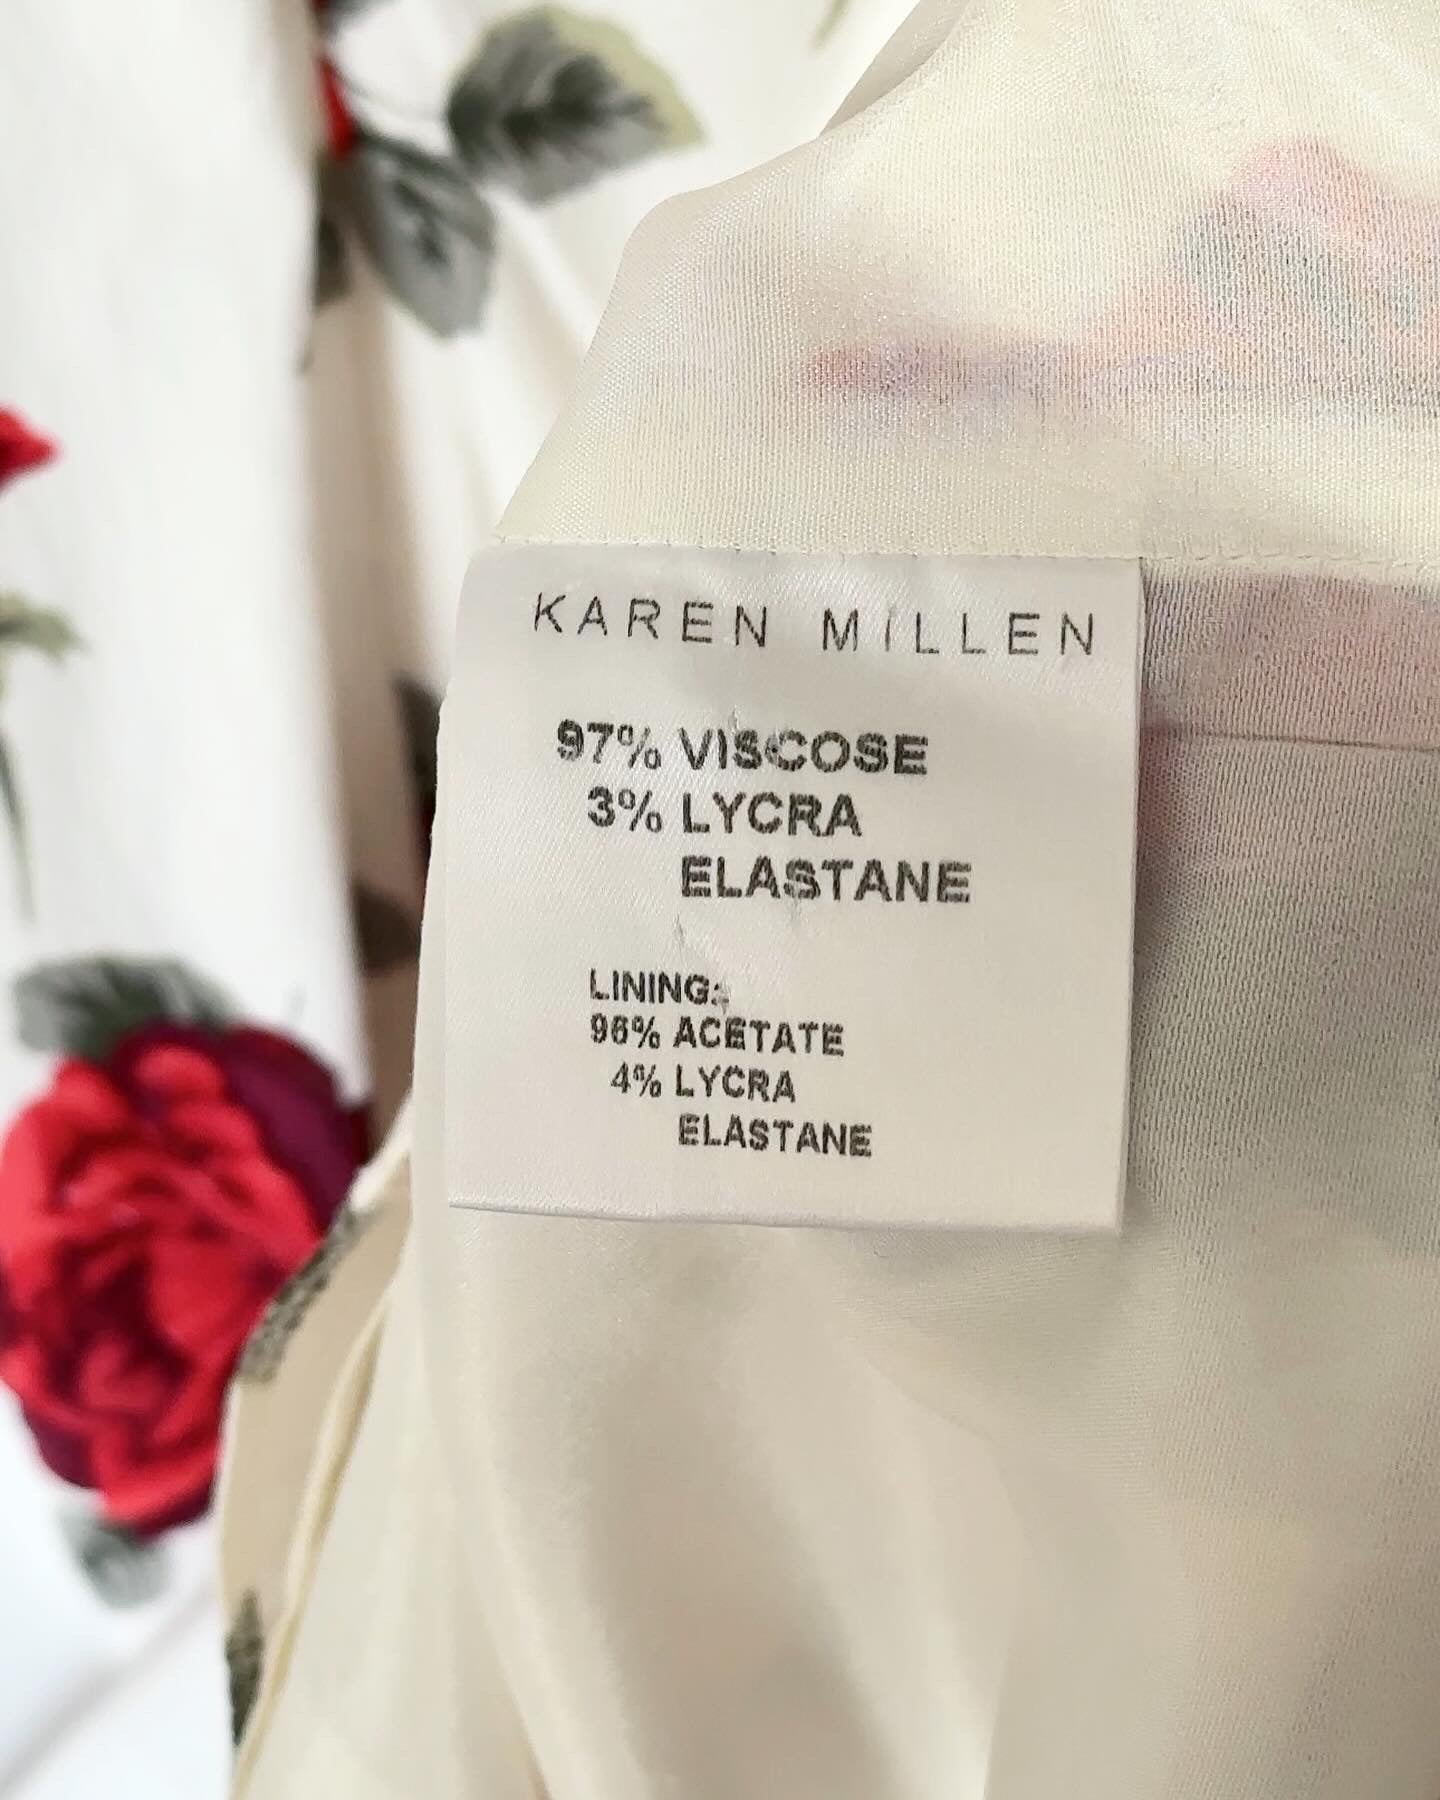 KAREN MILLEN
97% VISCOSE
3% LYCRA
ELASTANE
LINING:
96% ACETATE
4% LYCRA
ELASTANE